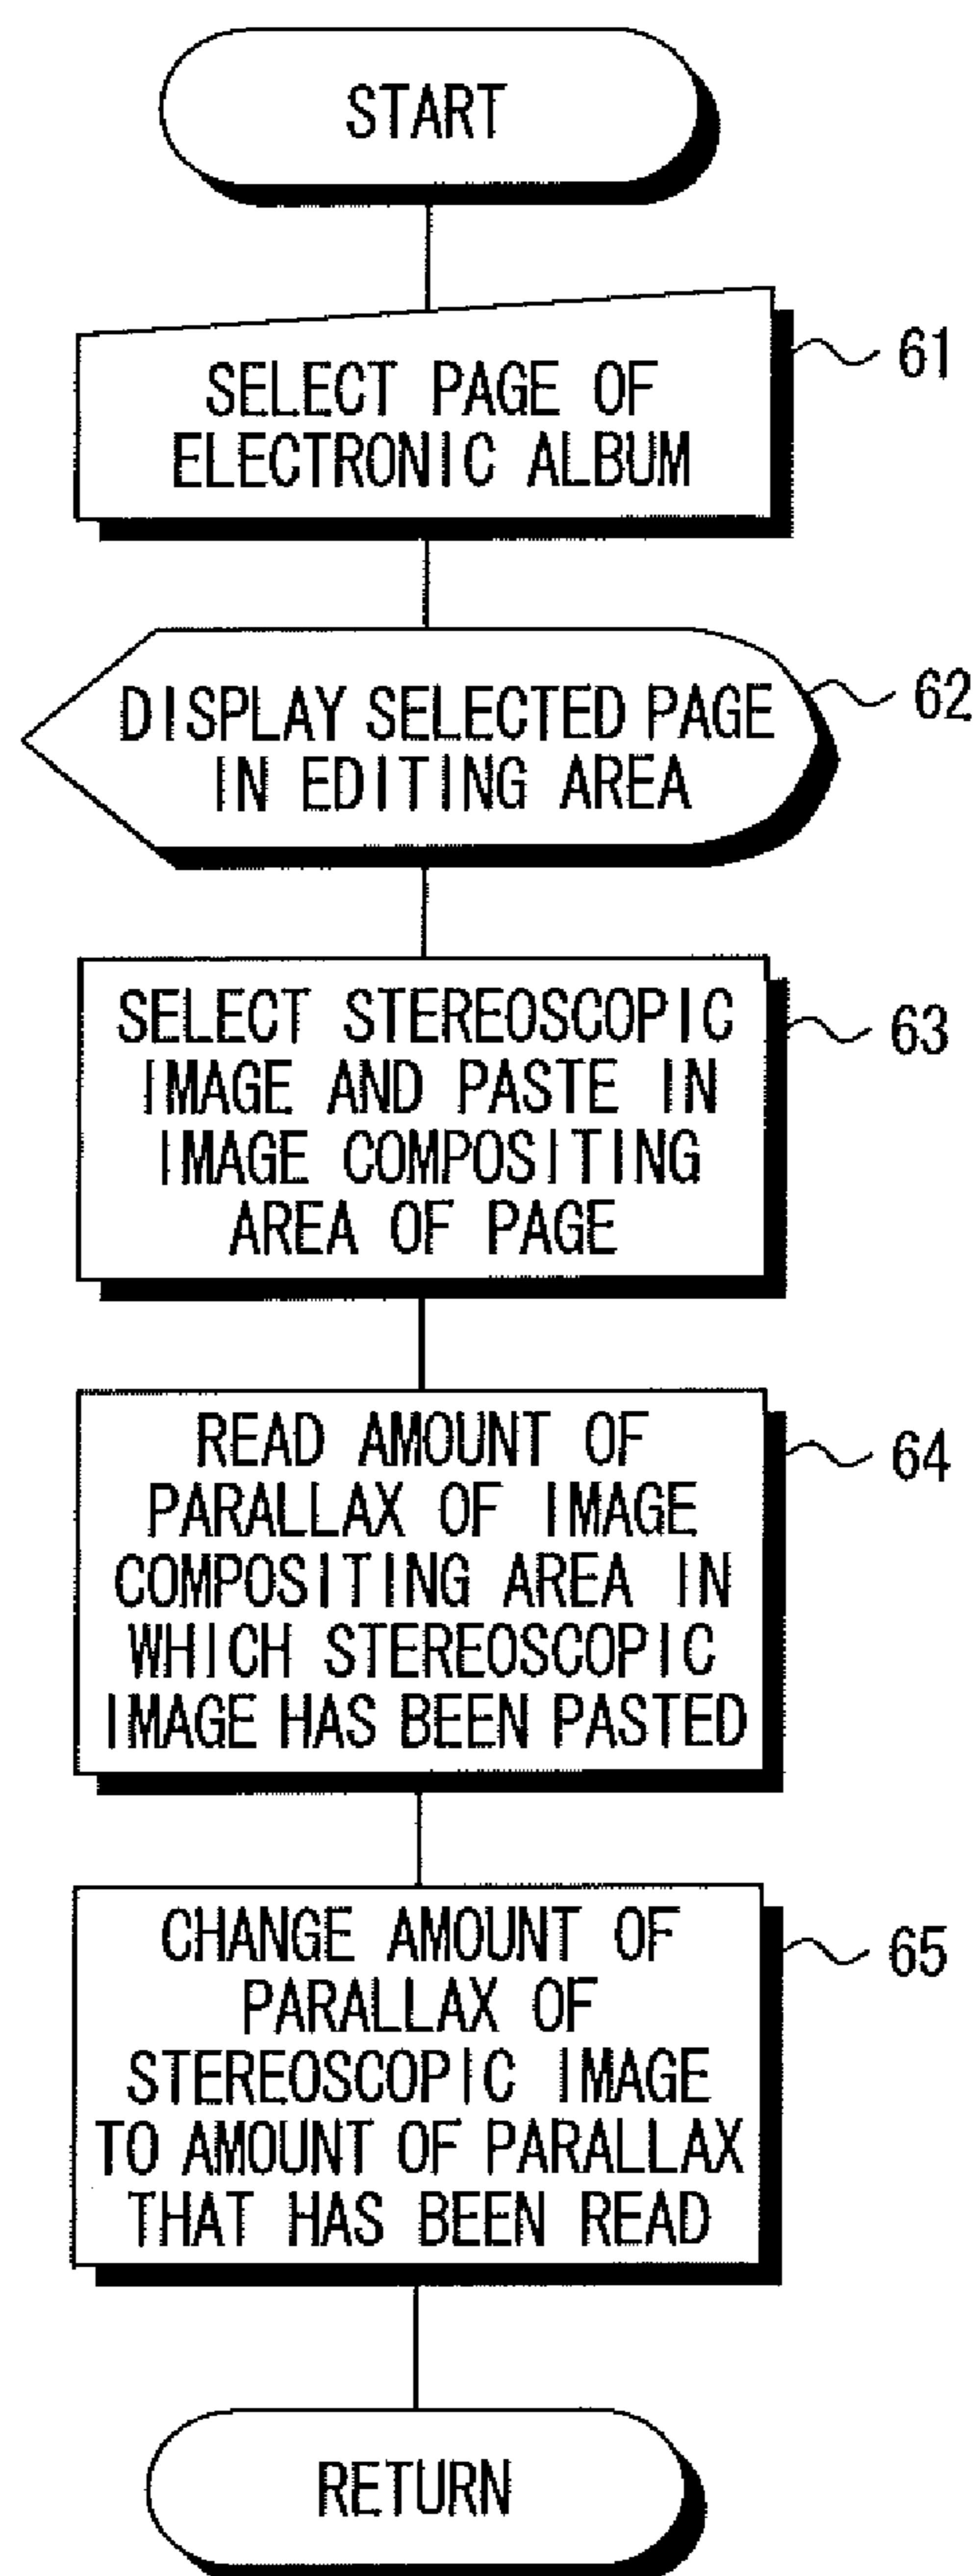 START
SELECT PAGE OF
ELECTRONIC ALBUM
61
DISPLAY SELECTED PAGE
IN EDITING AREA
62
SELECT STEREOSCOPIC
IMAGE AND PASTE IN
IMAGE COMPOSITING
AREA OF PAGE
63
READ AMOUNT OF
PARALLAX OF IMAGE
COMPOSITING AREA IN
WHICH STEREOSCOPIC
IMAGE HAS BEEN PASTED
64
CHANGE AMOUNT OF
PARALLAX OF
STEREOSCOPIC IMAGE
TO AMOUNT OF PARALLAX
THAT HAS BEEN READ
65
RETURN